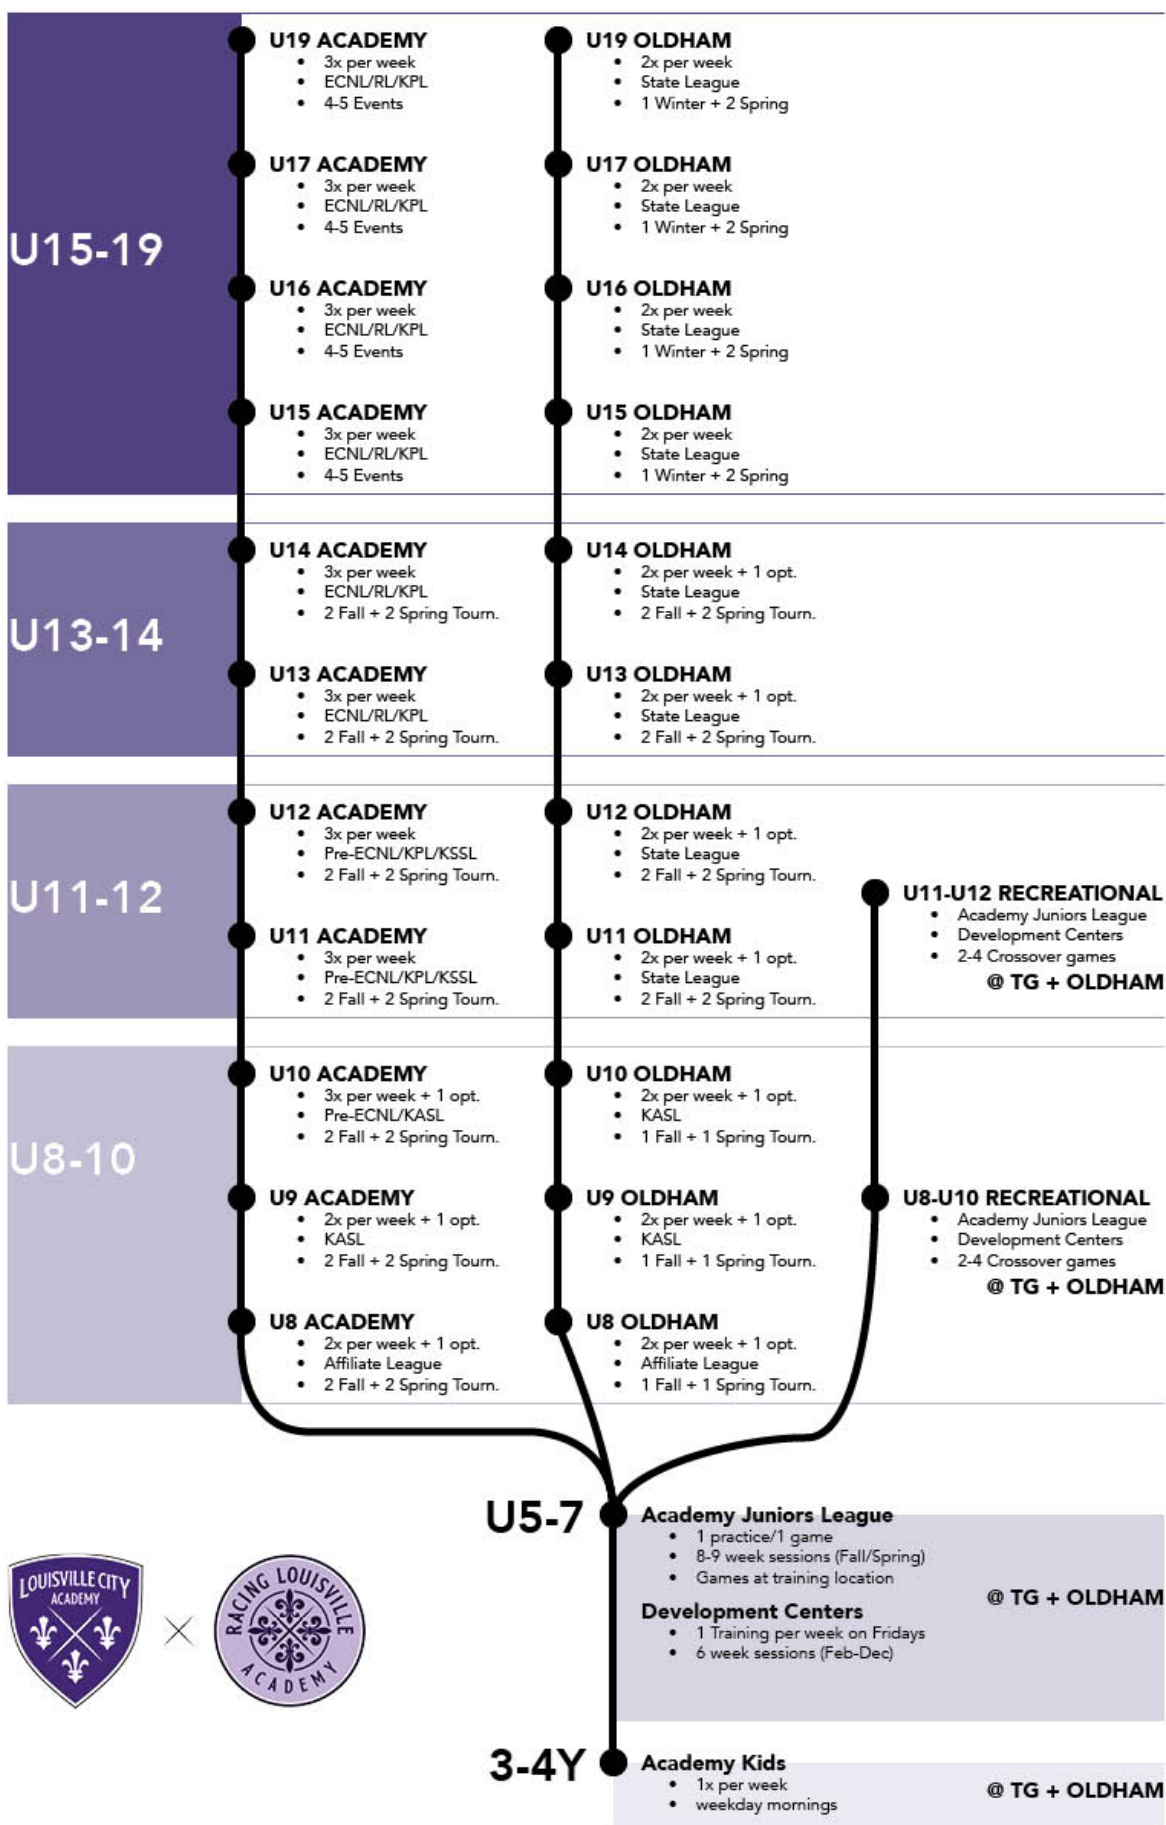 U15-19
U19 ACADEMY
• 3x per week
• ECNL/RL/KPL
• 4-5 Events
U19 OLDHAM
• 2x per week
• State League
• 1 Winter + 2 Spring
U17 ACADEMY
• 3x per week
• ECNL/RL/KPL
• 4-5 Events
U17 OLDHAM
• 2x per week
• State League
• 1 Winter + 2 Spring
U16 ACADEMY
• 3x per week
• ECNL/RL/KPL
• 4-5 Events
U16 OLDHAM
• 2x per week
• State League
• 1 Winter + 2 Spring
U15 ACADEMY
• 3x per week
• ECNL/RL/KPL
• 4-5 Events
U15 OLDHAM
• 2x per week
• State League
• 1 Winter + 2 Spring
U13-14
U14 ACADEMY
• 3x per week
• ECNL/RL/KPL
• 2 Fall + 2 Spring Tourn.
U14 OLDHAM
• 2x per week + 1 opt.
• State League
• 2 Fall + 2 Spring Tourn.
U13 ACADEMY
• 3x per week
• ECNL/RL/KPL
• 2 Fall + 2 Spring Tourn.
U13 OLDHAM
• 2x per week + 1 opt.
• State League
• 2 Fall + 2 Spring Tourn.
U11-12
U12 ACADEMY
• 3x per week
• Pre-ECNL/KPL/KSSL
• 2 Fall + 2 Spring Tourn.
U12 OLDHAM
• 2x per week + 1 opt.
• State League
• 2 Fall + 2 Spring Tourn.
U11-U12 RECREATIONAL
• Academy Juniors League
• Development Centers
• 2-4 Crossover games
@ TG + OLDHAM
U11 ACADEMY
• 3x per week
• Pre-ECNL/KPL/KSSL
• 2 Fall + 2 Spring Tourn.
U11 OLDHAM
• 2x per week + 1 opt.
• State League
• 2 Fall + 2 Spring Tourn.
U8-10
U10 ACADEMY
• 3x per week + 1 opt.
• Pre-ECNL/KASL
• 2 Fall + 2 Spring Tourn.
U10 OLDHAM
• 2x per week + 1 opt.
• KASL
• 1 Fall + 1 Spring Tourn.
U9 ACADEMY
• 2x per week + 1 opt.
• KASL
• 2 Fall + 2 Spring Tourn.
U9 OLDHAM
• 2x per week + 1 opt.
• KASL
• 1 Fall + 1 Spring Tourn.
U8-U10 RECREATIONAL
• Academy Juniors League
• Development Centers
• 2-4 Crossover games
@ TG + OLDHAM
U8 ACADEMY
• 2x per week + 1 opt.
• Affiliate League
• 2 Fall + 2 Spring Tourn.
U8 OLDHAM
• 2x per week + 1 opt.
• Affiliate League
• 1 Fall + 1 Spring Tourn.
U5-7
Academy Juniors League
• 1 practice/1 game
• 8-9 week sessions (Fall/Spring)
• Games at training location
@ TG + OLDHAM
Development Centers
• 1 Training per week on Fridays
• 6 week sessions (Feb-Dec)
LOUISVILLE CITY
ACADEMY
RACING LOUISVILLE
ACADEMY
3-4Y
Academy Kids
• 1x per week
• weekday mornings
@ TG + OLDHAM